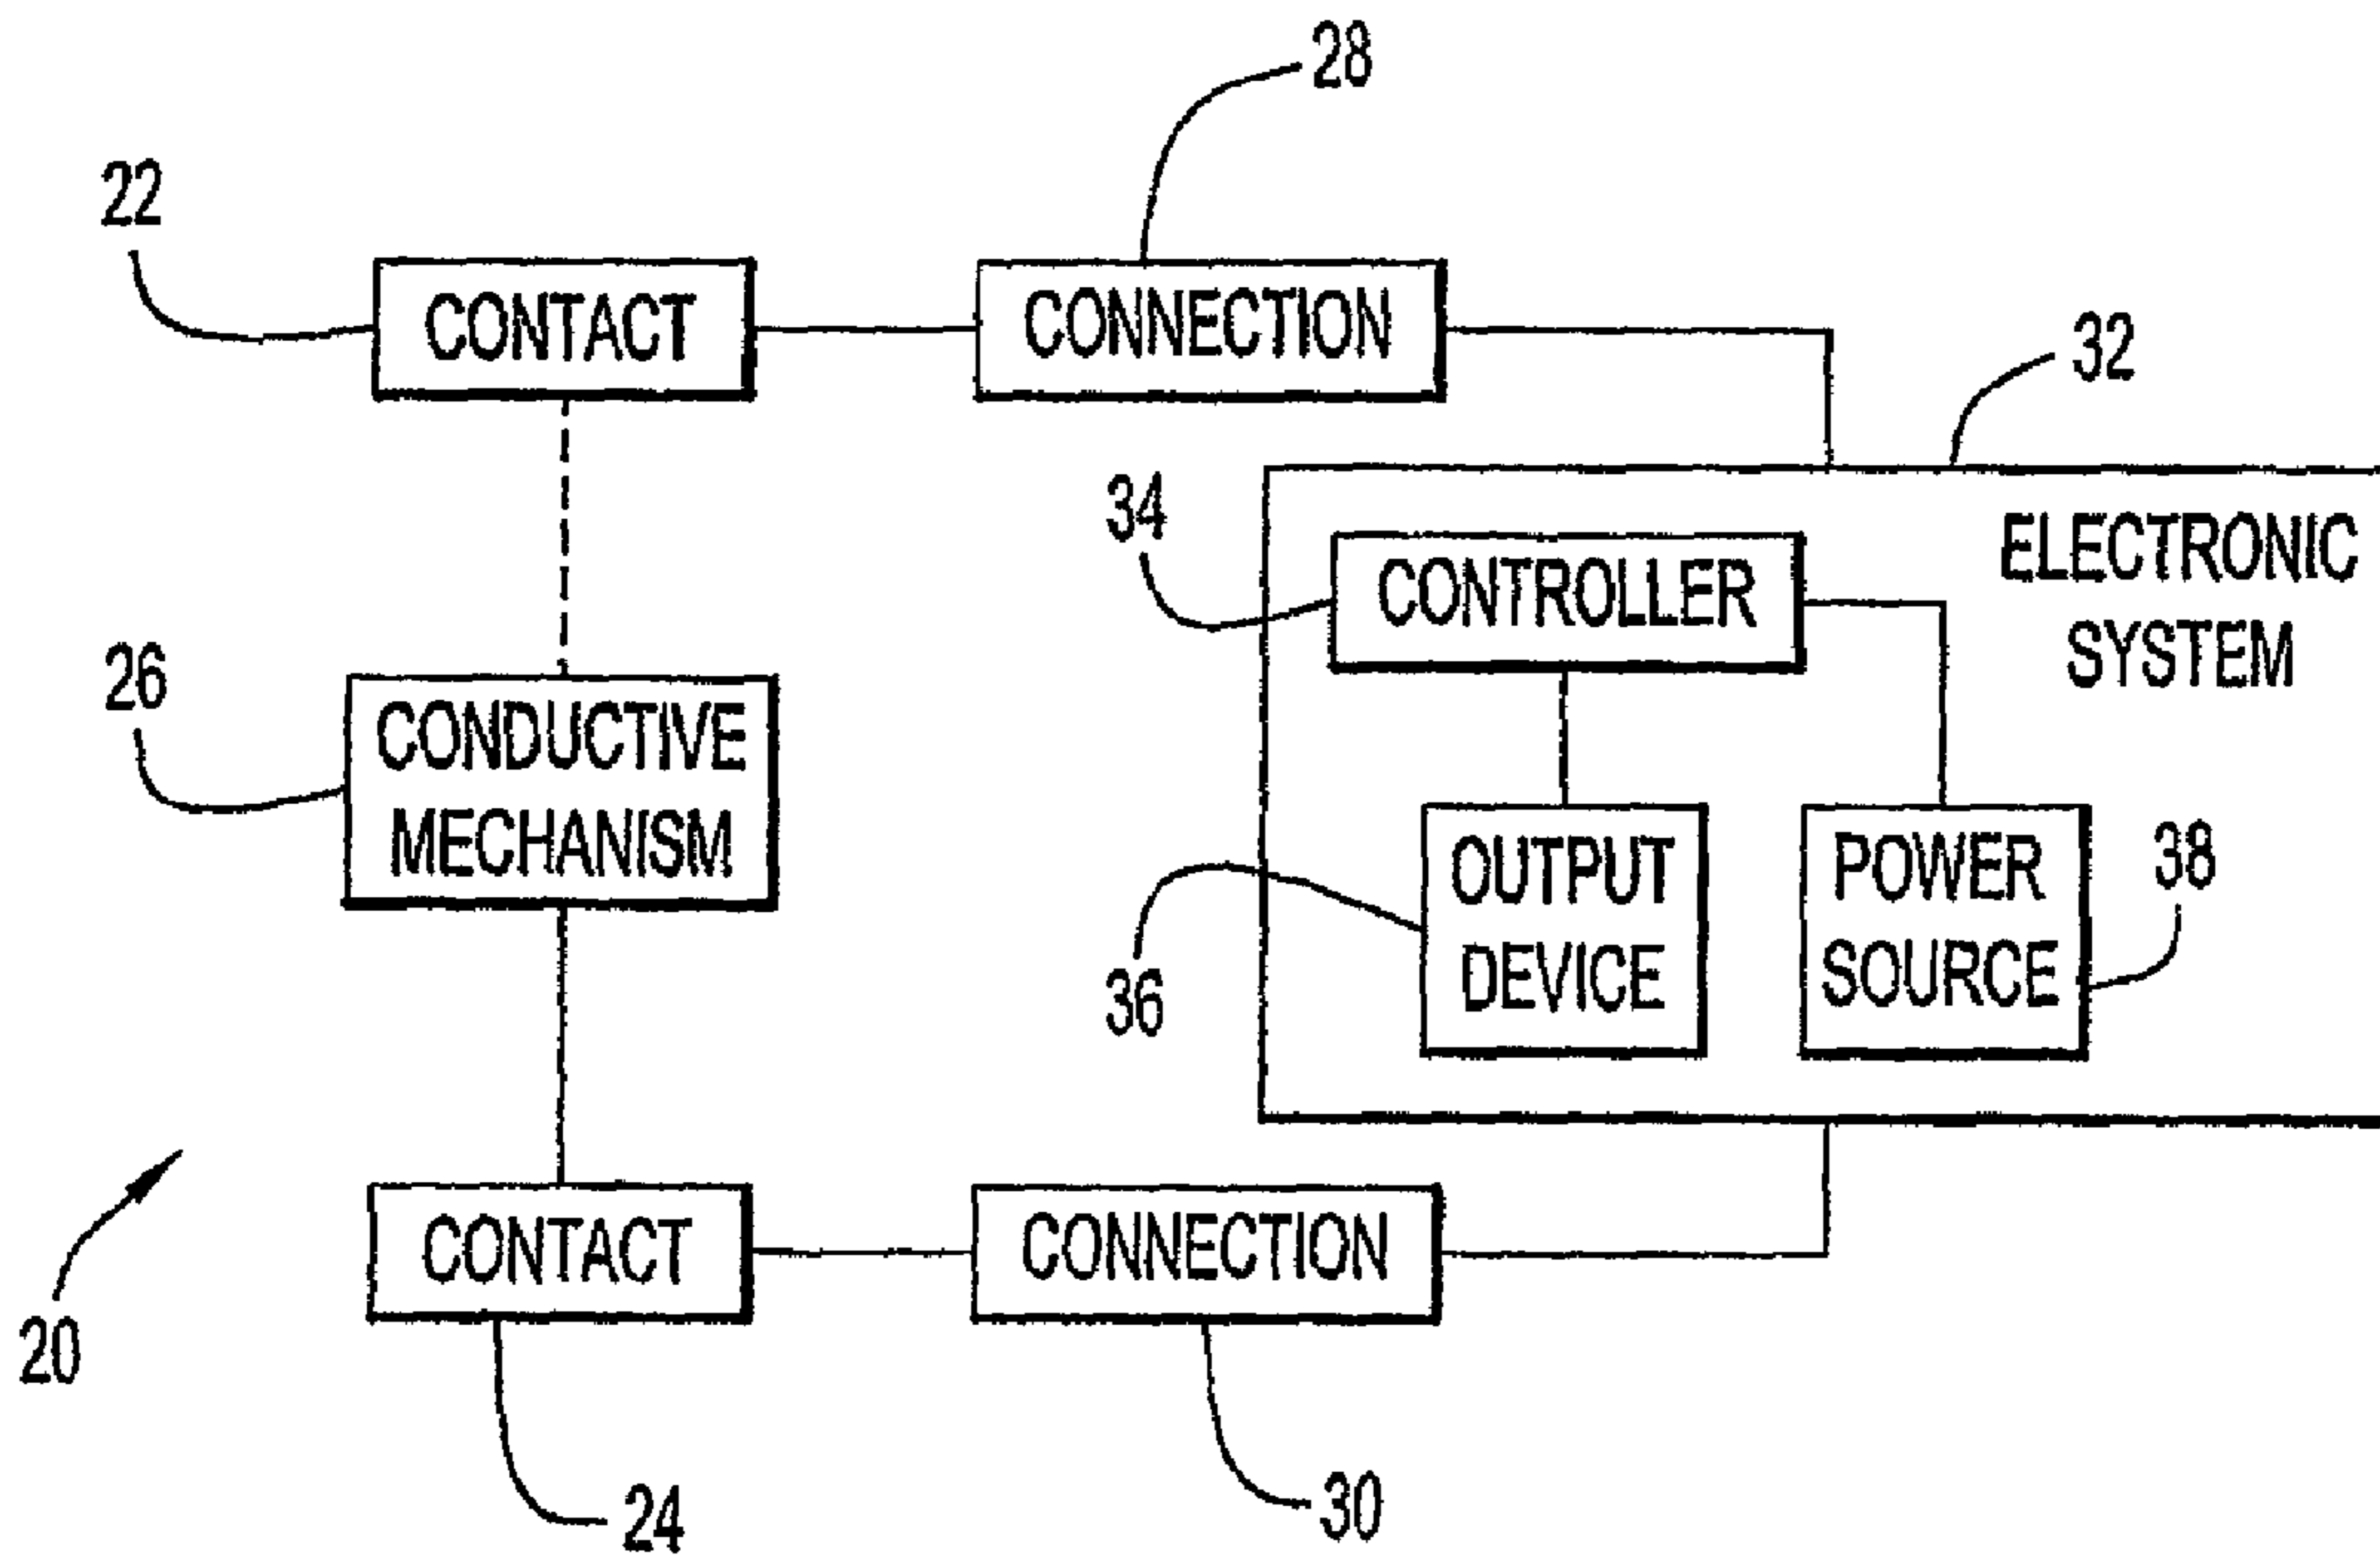 28
22
CONTACT
CONNECTION
32
34
CONTROLLER
ELECTRONIC
SYSTEM
26
CONDUCTIVE
MECHANISM
OUTPUT
DEVICE
POWER
SOURCE
38
36
20
CONTACT
CONNECTION
24
30